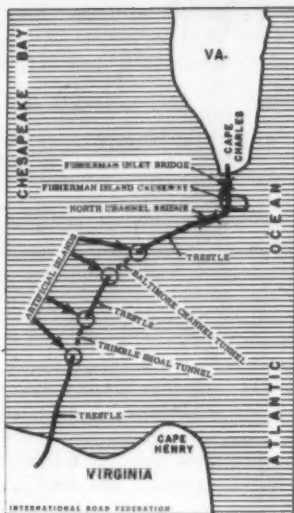 CHESAPEAKE BAY
VA.
CAPE CHARLES
FISHERMAN INLET BRIDGE
FISHERMAN ISLAND CAUSEWAY
NORTH CHANNEL BRIDGE
OCEAN
ARTIFICIAL ISLANDS
TRESTLE
BALTIMORE CHANNEL TUNNEL
TRESTLE
THIMBLE SHOAL TUNNEL
TRESTLE
ATLANTIC
CAPE HENRY
VIRGINIA
INTERNATIONAL ROAD FEDERATION